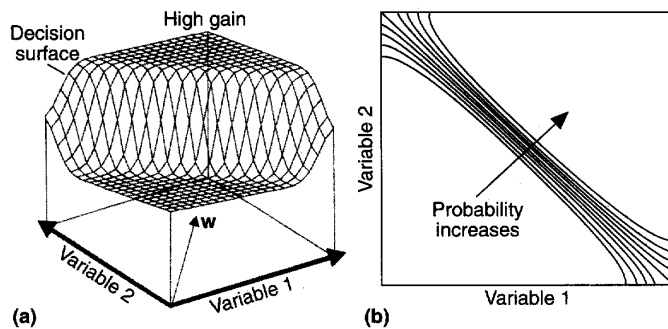 High gain
Decision
surface
w
Variable 2
Variable 1
(a)
Variable 2
Probability
increases
Variable 1
(b)